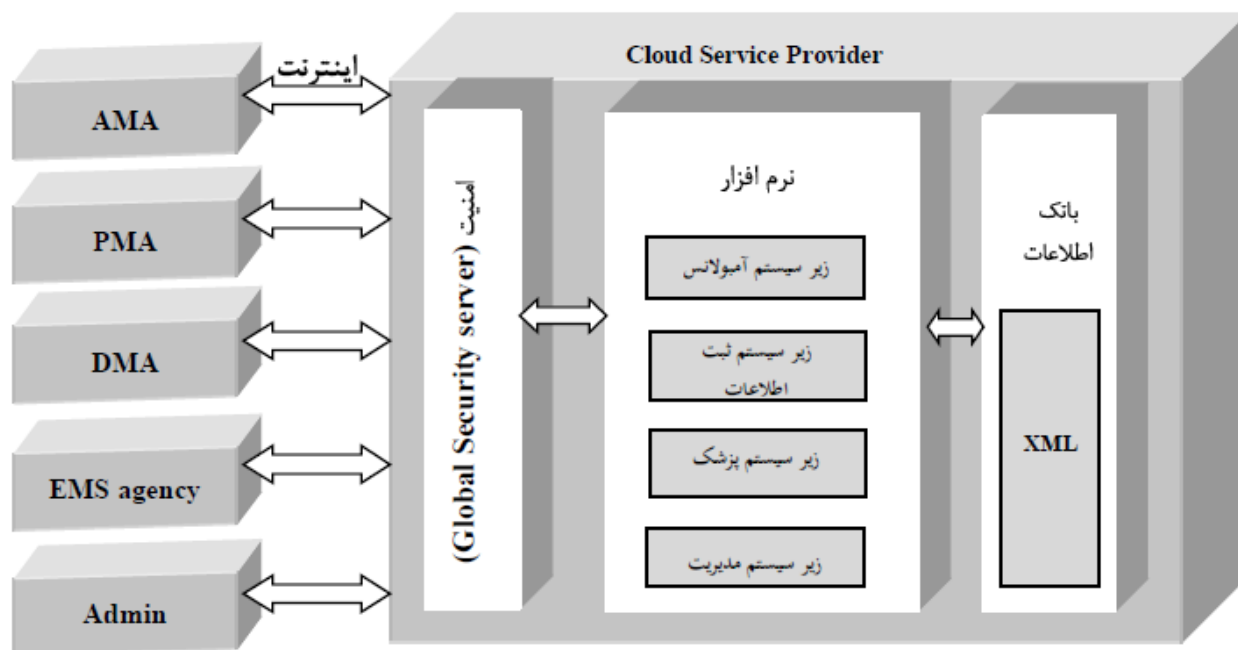 Cloud Service Provider
اینترنت
AMA
PMA
DMA
EMS agency
Admin
امنیت (Global Security server)
نرم افزار
زیر سیستم آمبولانس
زیر سیستم ثبت
اطلاعات
زیر سیستم پزشک
زیر سیستم مدیریت
بانک
اطلاعات
XML